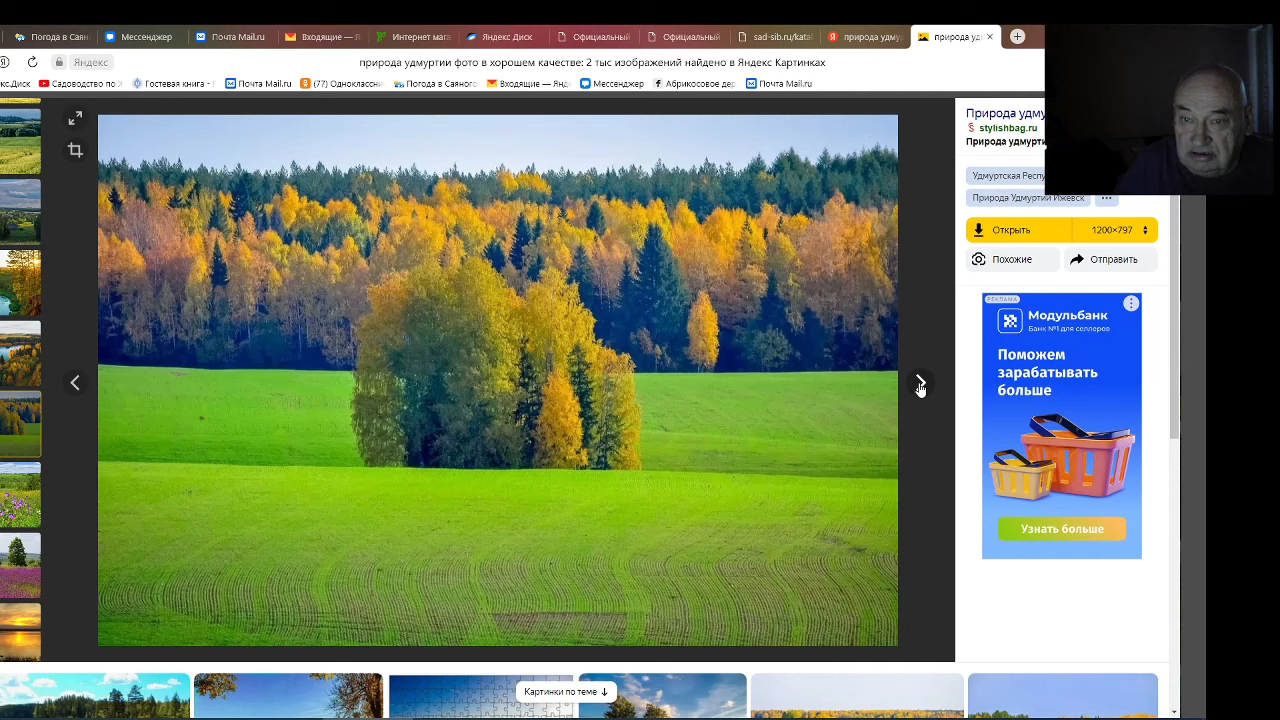 Погода в Саян
Мессенджер
Почта Mail.ru
Входящие — Я
Интернет мага
Яндекс Диск
Официальный
Официальный
sad-sib.ru/katal
природа удмур
природа уд
Яндекс
природа удмуртии фото в хорошем качестве: 2 тыс изображений найдено в Яндекс Картинках
кс.Диск
Садоводство по
Гостевая книга -
Почта Mail.ru
(77) Одноклассн
Погода в Саяного
Входящие — Янд
Мессенджер
Абрикосовое дер
Почта Mail.ru
Природа удму
stylishbag.ru
Природа удмурти
Удмуртская Респу
Природа Удмуртии Ижевск
Открыть 1200×797
Похожие Отправить
РЕКЛАМА
Модульбанк
Банк №1 для селлеров
Поможем
зарабатывать
больше
Узнать больше
Картинки по теме